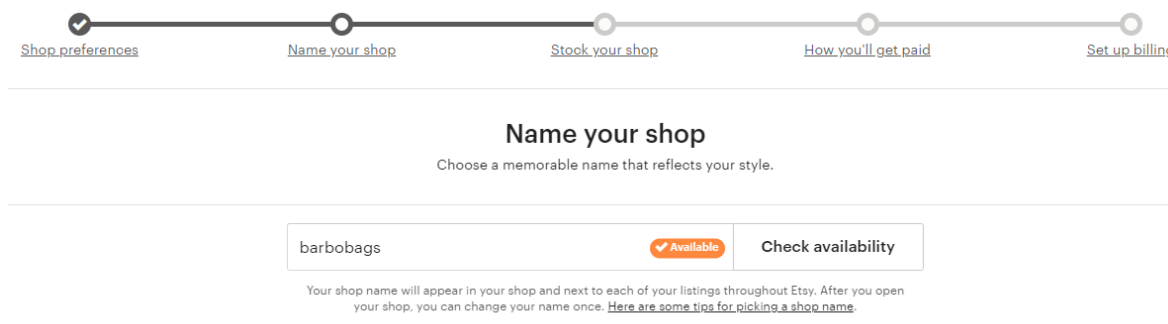 Shop preferences
Name your shop
Stock your shop
How you'll get paid
Set up billing
Name your shop
Choose a memorable name that reflects your style.
barbobags
Available
Check availability
Your shop name will appear in your shop and next to each of your listings throughout Etsy. After you open
your shop, you can change your name once. Here are some tips for picking a shop name.